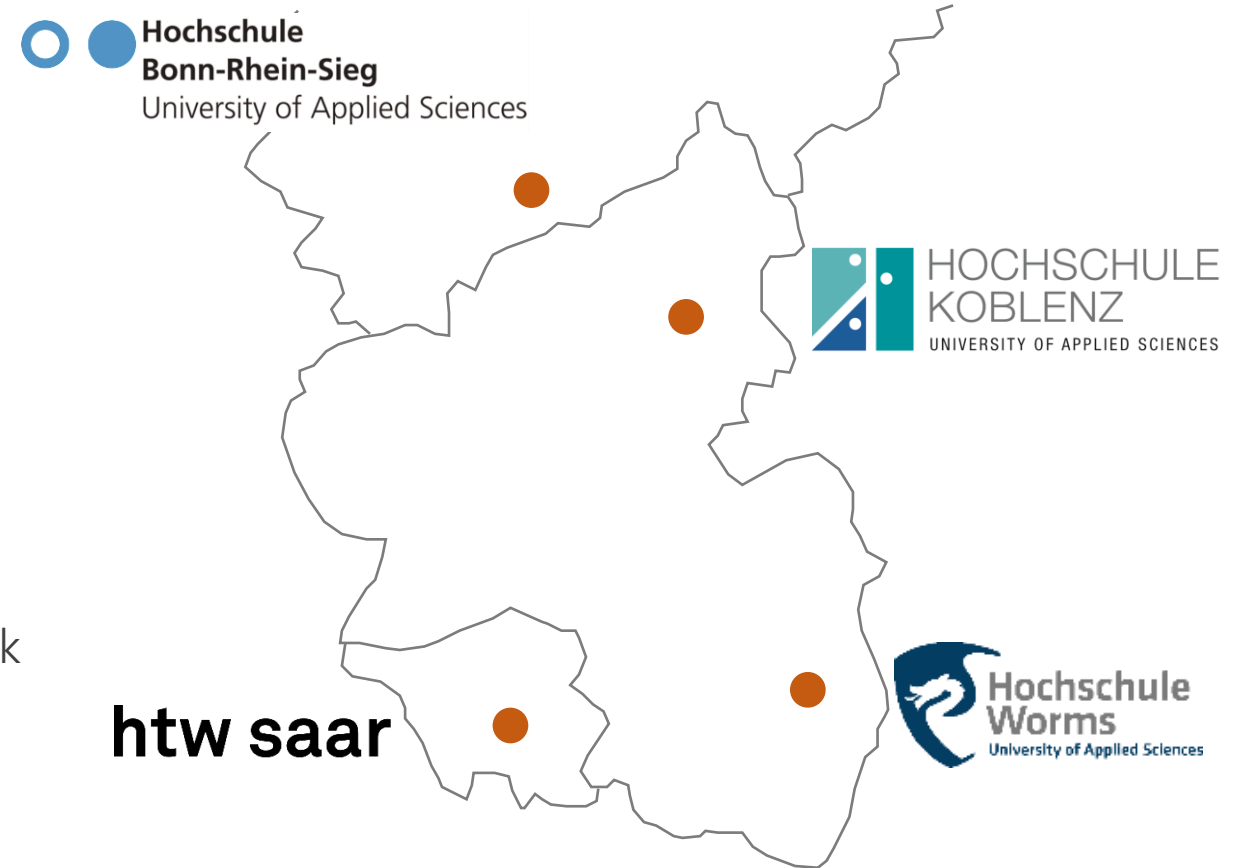 Hochschule
Bonn-Rhein-Sieg
University of Applied Sciences
HOCHSCHULE
KOBLENZ
UNIVERSITY OF APPLIED SCIENCES
k
htw saar
Hochschule
Worms
University of Applied Sciences